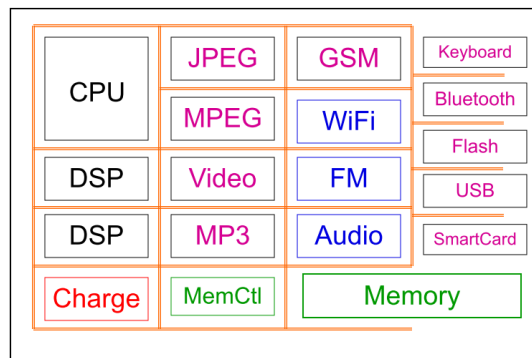 CPU
JPEG
GSM
Keyboard
MPEG
WiFi
Bluetooth
DSP
Video
FM
Flash
USB
DSP
MP3
Audio
SmartCard
Charge
MemCtl
Memory